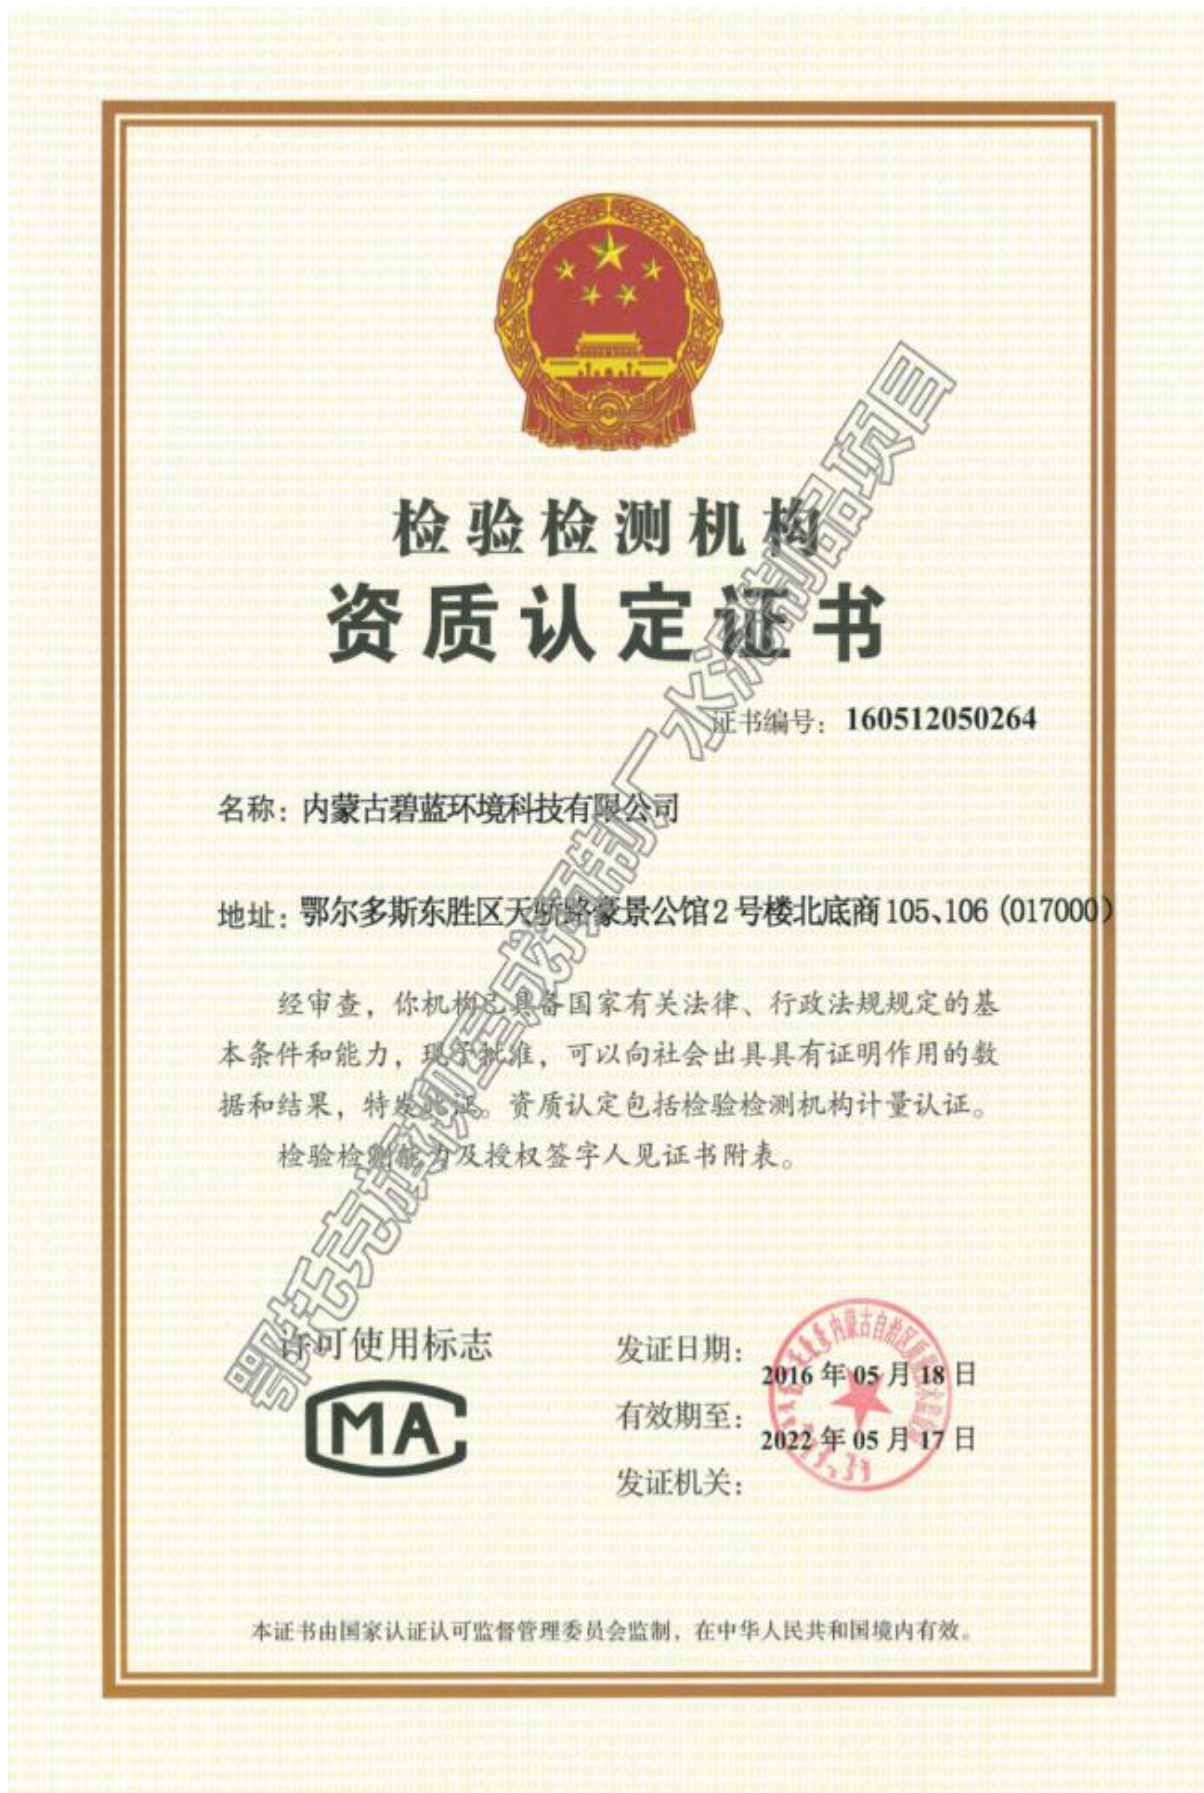 检验检测机构
资质认定证书
证书编号：160512050264
名称：内蒙古碧蓝环境科技有限公司
地址：鄂尔多斯东胜区天骄路豪景公馆2号楼北底商105、106（017000）
经审查，你机构已具备国家有关法律、行政法规规定的基
本条件和能力，现予批准，可以向社会出具具有证明作用的数
据和结果，特发此证。资质认定包括检验检测机构计量认证。
检验检测能力及授权签字人见证书附表。
许可使用标志
MA
发证日期：
2016年05月18日
有效期至：
2022年05月17日
发证机关：
内蒙古自治区
本证书由国家认证认可监督管理委员会监制，在中华人民共和国境内有效。